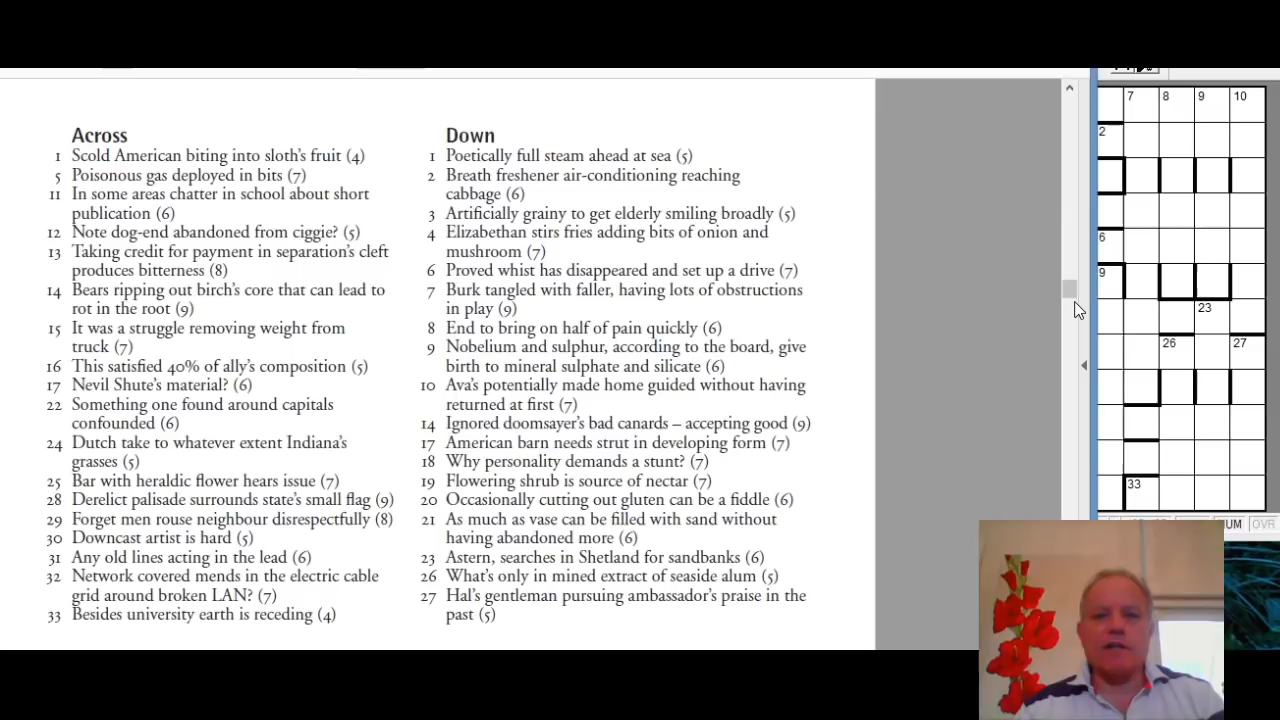 Across
1 Scold American biting into sloth's fruit (4)
5 Poisonous gas deployed in bits (7)
11 In some areas chatter in school about short
publication (6)
12 Note dog-end abandoned from ciggie? (5)
13 Taking credit for payment in separation's cleft
produces bitterness (8)
14 Bears ripping out birch's core that can lead to
rot in the root (9)
15 It was a struggle removing weight from
truck (7)
16 This satisfied 40% of ally's composition (5)
17 Nevil Shute's material? (6)
22 Something one found around capitals
confounded (6)
24 Dutch take to whatever extent Indiana's
grasses (5)
25 Bar with heraldic flower hears issue (7)
28 Derelict palisade surrounds state's small flag (9)
29 Forget men rouse neighbour disrespectfully (8)
30 Downcast artist is hard (5)
31 Any old lines acting in the lead (6)
32 Network covered mends in the electric cable
grid around broken LAN? (7)
33 Besides university earth is receding (4)
Down
1 Poetically full steam ahead at sea (5)
2 Breath freshener air-conditioning reaching
cabbage (6)
3 Artificially grainy to get elderly smiling broadly (5)
4 Elizabethan stirs fries adding bits of onion and
mushroom (7)
6 Proved whist has disappeared and set up a drive (7)
7 Burk tangled with faller, having lots of obstructions
in play (9)
8 End to bring on half of pain quickly (6)
9 Nobelium and sulphur, according to the board, give
birth to mineral sulphate and silicate (6)
10 Ava's potentially made home guided without having
returned at first (7)
14 Ignored doomsayer's bad canards – accepting good (9)
17 American barn needs strut in developing form (7)
18 Why personality demands a stunt? (7)
19 Flowering shrub is source of nectar (7)
20 Occasionally cutting out gluten can be a fiddle (6)
21 As much as vase can be filled with sand without
having abandoned more (6)
23 Astern, searches in Shetland for sandbanks (6)
26 What's only in mined extract of seaside alum (5)
27 Hal's gentleman pursuing ambassador's praise in the
past (5)
7 8 9 10
2
6
9
23
26 27
33
UM OVR